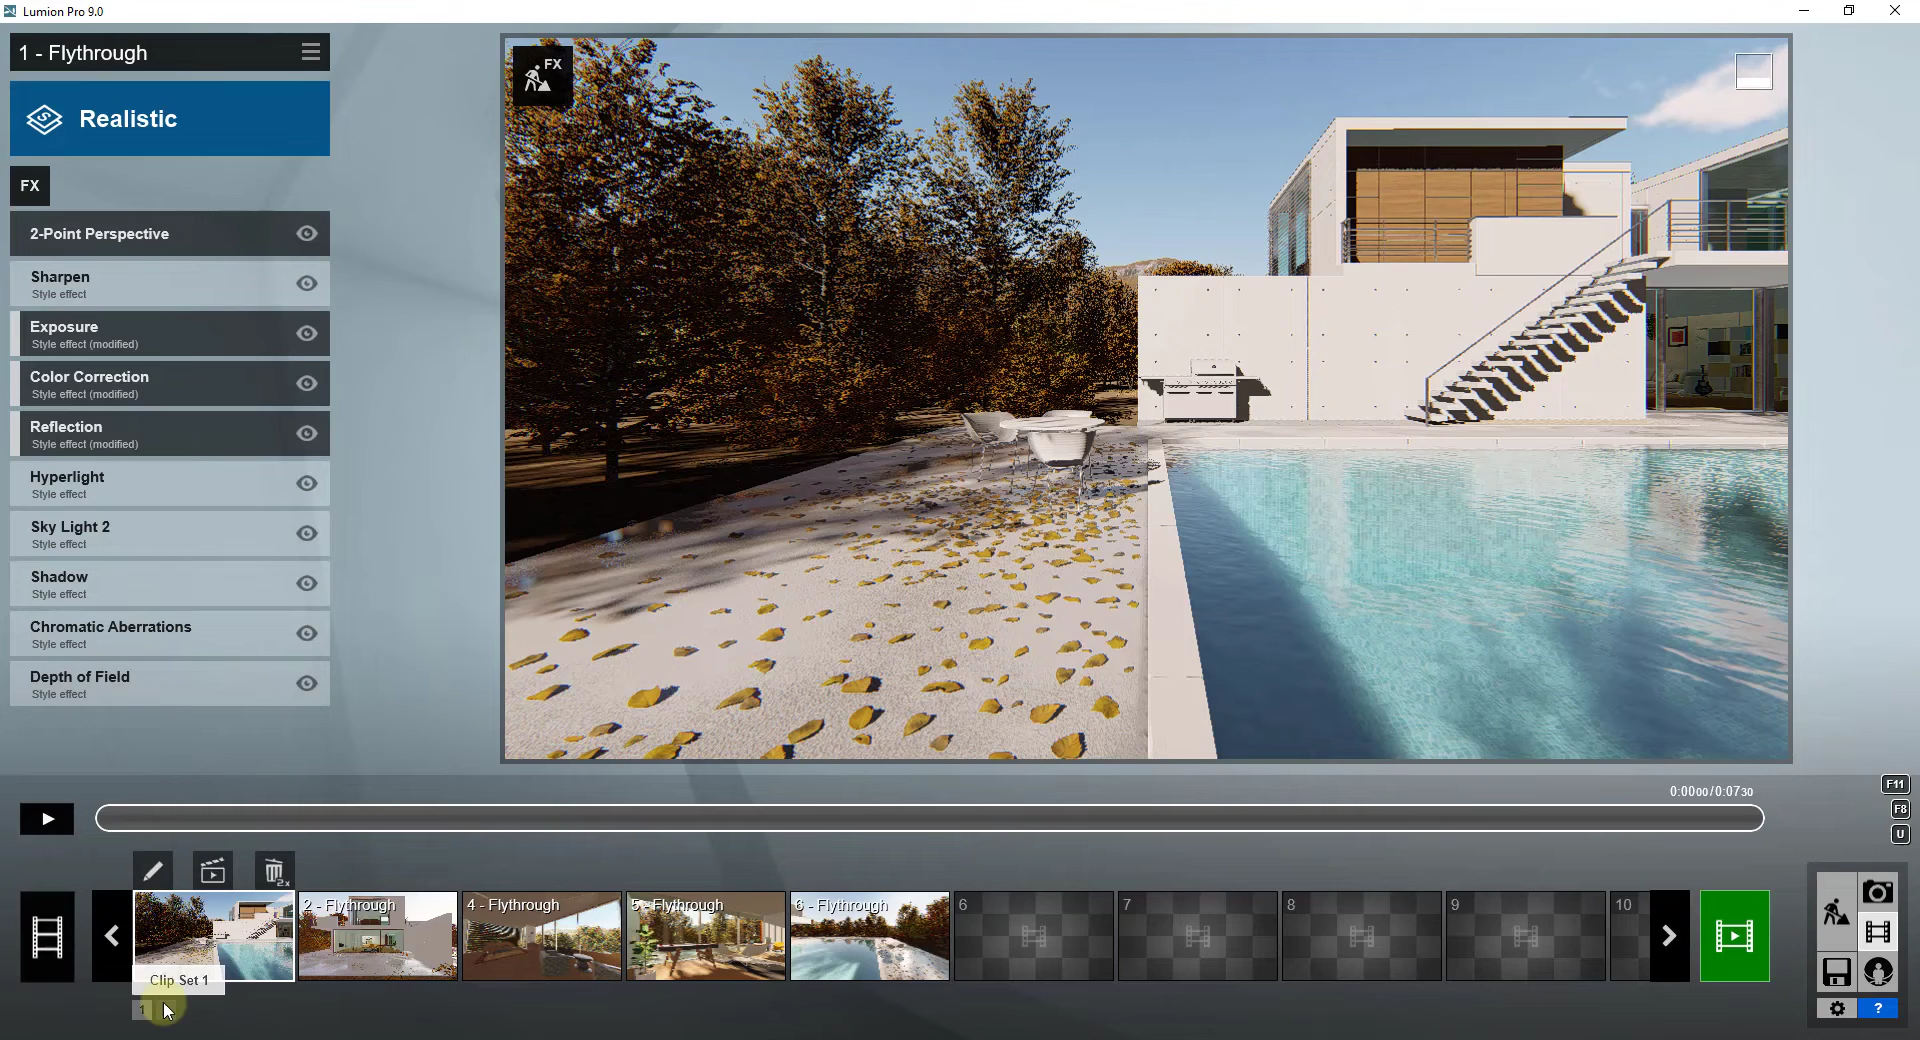 Lumion Pro 9.0
1 - Flythrough
Realistic
FX
2-Point Perspective
Sharpen
Style effect
Exposure
Style effect (modified)
Color Correction
Style effect (modified)
Reflection
Style effect (modified)
Hyperlight
Style effect
Sky Light 2
Style effect
Shadow
Style effect
Chromatic Aberrations
Style effect
Depth of Field
Style effect
FX
0:0000/0:0730
F11
F8
U
2x
2 - Flythrough
4 - Flythrough
5 - Flythrough
6 - Flythrough
6
7
8
9
10
Clip Set 1
1
?